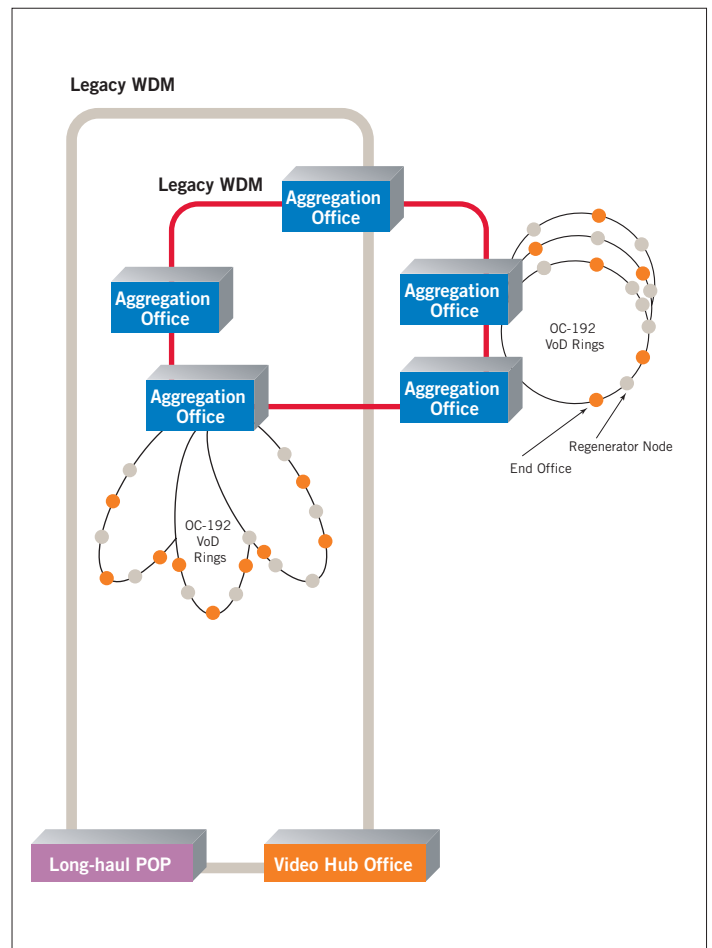 Legacy WDM
Legacy WDM
Aggregation
Office
Aggregation
Office
Aggregation
Office
Aggregation
Office
Aggregation
Office
OC-192
VoD Rings
Regenerator Node
End Office
OC-192
VoD
Rings
Long-haul POP
Video Hub Office